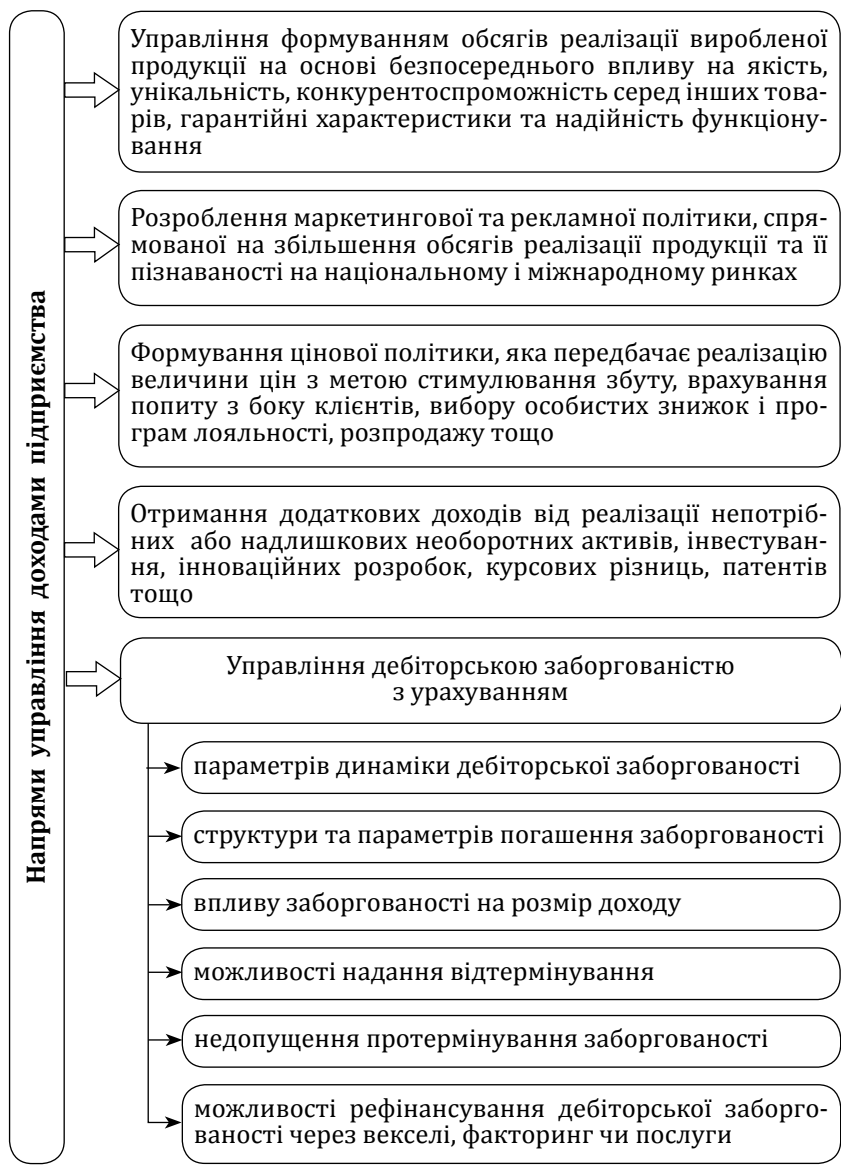 Напрями управління доходами підприємства
Управління формуванням обсягів реалізації виробленої
продукції на основі безпосереднього впливу на якість,
унікальність, конкурентоспроможність серед інших това-
рів, гарантійні характеристики та надійність функціону-
вання
Розроблення маркетингової та рекламної політики, спря-
мованої на збільшення обсягів реалізації продукції та її
пізнаваності на національному і міжнародному ринках
Формування цінової політики, яка передбачає реалізацію
величини цін з метою стимулювання збуту, врахування
попиту з боку клієнтів, вибору особистих знижок і про-
грам лояльності, розпродажу тощо
Отримання додаткових доходів від реалізації непотріб-
них або надлишкових необоротних активів, інвестуван-
ня, інноваційних розробок, курсових різниць, патентів
тощо
Управління дебіторською заборгованістю
з урахуванням
параметрів динаміки дебіторської заборгованості
структури та параметрів погашення заборгованості
впливу заборгованості на розмір доходу
можливості надання відтермінування
недопущення протермінування заборгованості
можливості рефінансування дебіторської заборго-
ваності через векселі, факторинг чи послуги